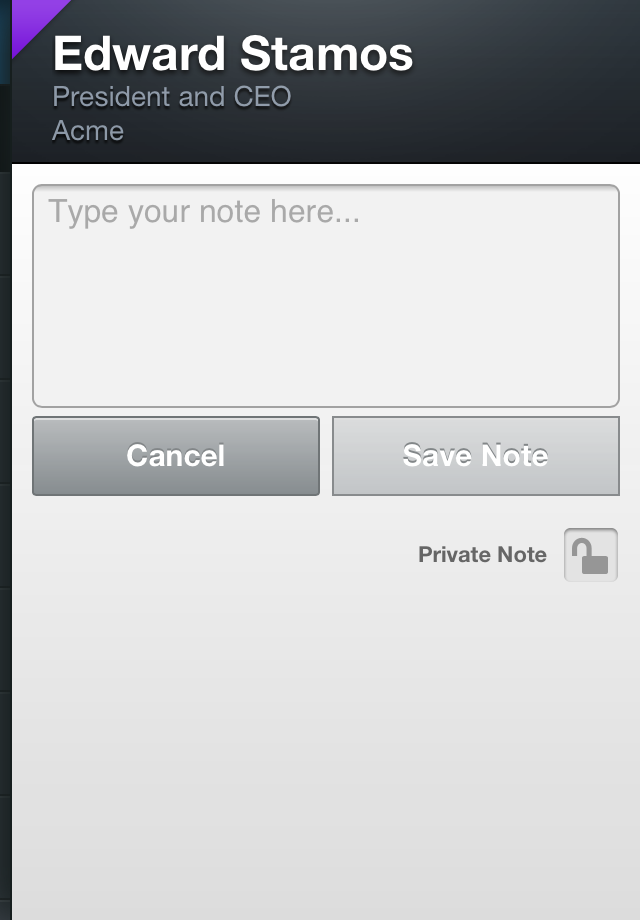 Edward Stamos
President and CEO
Acme
Type your note here...
Cancel
Save Note
Private Note